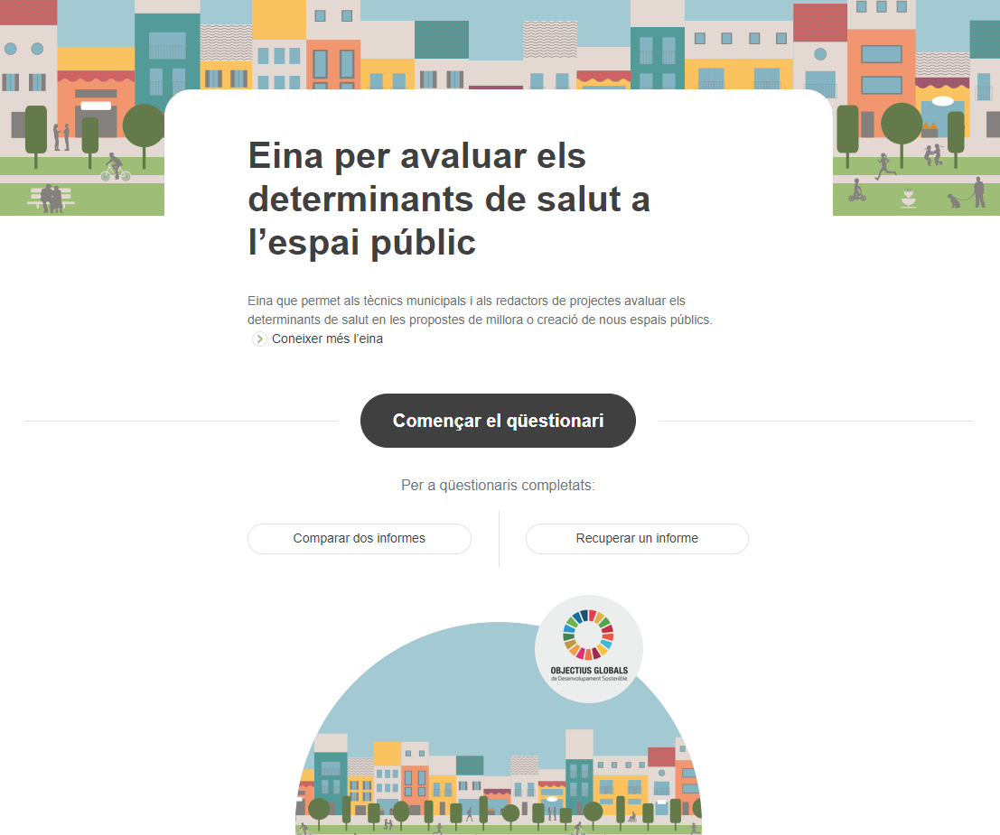 Eina per avaluar els
determinants de salut a
l’espai públic
Eina que permet als tècnics municipals i als redactors de projectes avaluar els
determinants de salut en les propostes de millora o creació de nous espais públics.
Coneixer més l’eina
Començar el qüestionari
Per a qüestionaris completats:
Comparar dos informes
Recuperar un informe
OBJECTIUS GLOBALS
de Desenvolupament Sostenible